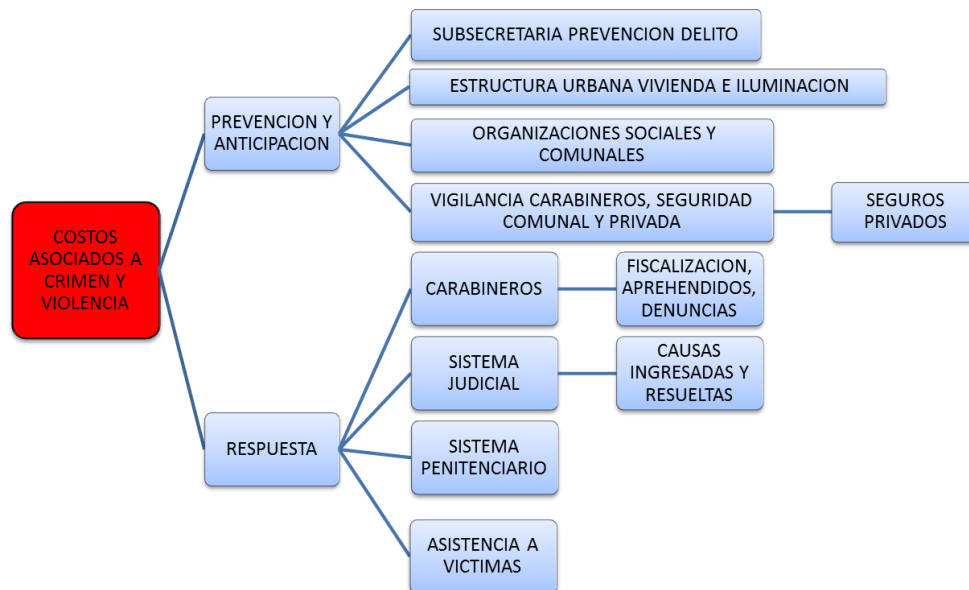 COSTOS
ASOCIADOS A
CRIMEN Y
VIOLENCIA
PREVENCION Y
ANTICIPACION
SUBSECRETARIA PREVENCION DELITO
ESTRUCTURA URBANA VIVIENDA E ILUMINACION
ORGANIZACIONES SOCIALES Y
COMUNALES
VIGILANCIA CARABINEROS, SEGURIDAD
COMUNAL Y PRIVADA
SEGUROS
PRIVADOS
RESPUESTA
CARABINEROS
FISCALIZACION,
APREHENDIDOS,
DENUNCIAS
SISTEMA
JUDICIAL
CAUSAS
INGRESADAS Y
RESUELTAS
SISTEMA
PENITENCIARIO
ASISTENCIA A
VICTIMAS